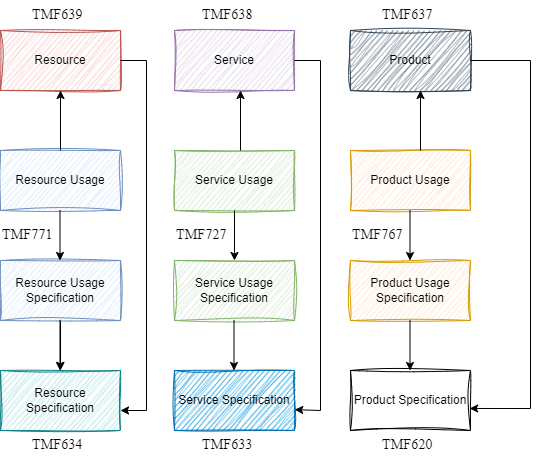 TMF639
TMF638
TMF637
Resource
Service
Product
Resource Usage
Service Usage
Product Usage
TMF771
TMF727
TMF767
Resource Usage
Specification
Service Usage
Specification
Product Usage
Specification
Resource
Specification
Service Specification
Product Specification
TMF634
TMF633
TMF620